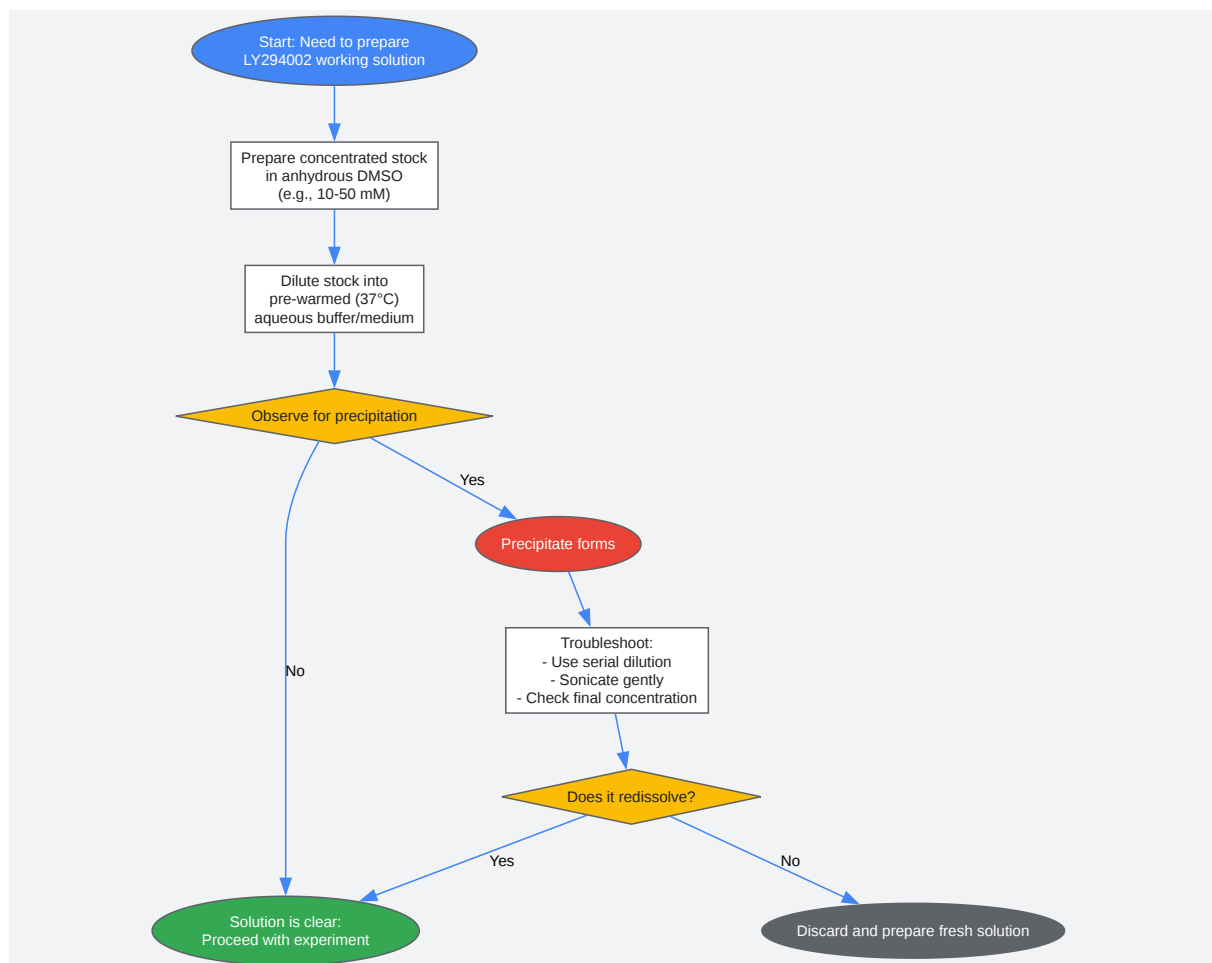 Start: Need to prepare
LY294002 working solution
Prepare concentrated stock
in anhydrous DMSO
(e.g., 10-50 mM)
Dilute stock into
pre-warmed (37°C)
aqueous buffer/medium
Observe for precipitation
Yes
Precipitate forms
Troubleshoot:
- Use serial dilution
- Sonicate gently
- Check final concentration
No
Does it redissolve?
Yes
No
Solution is clear:
Proceed with experiment
Discard and prepare fresh solution